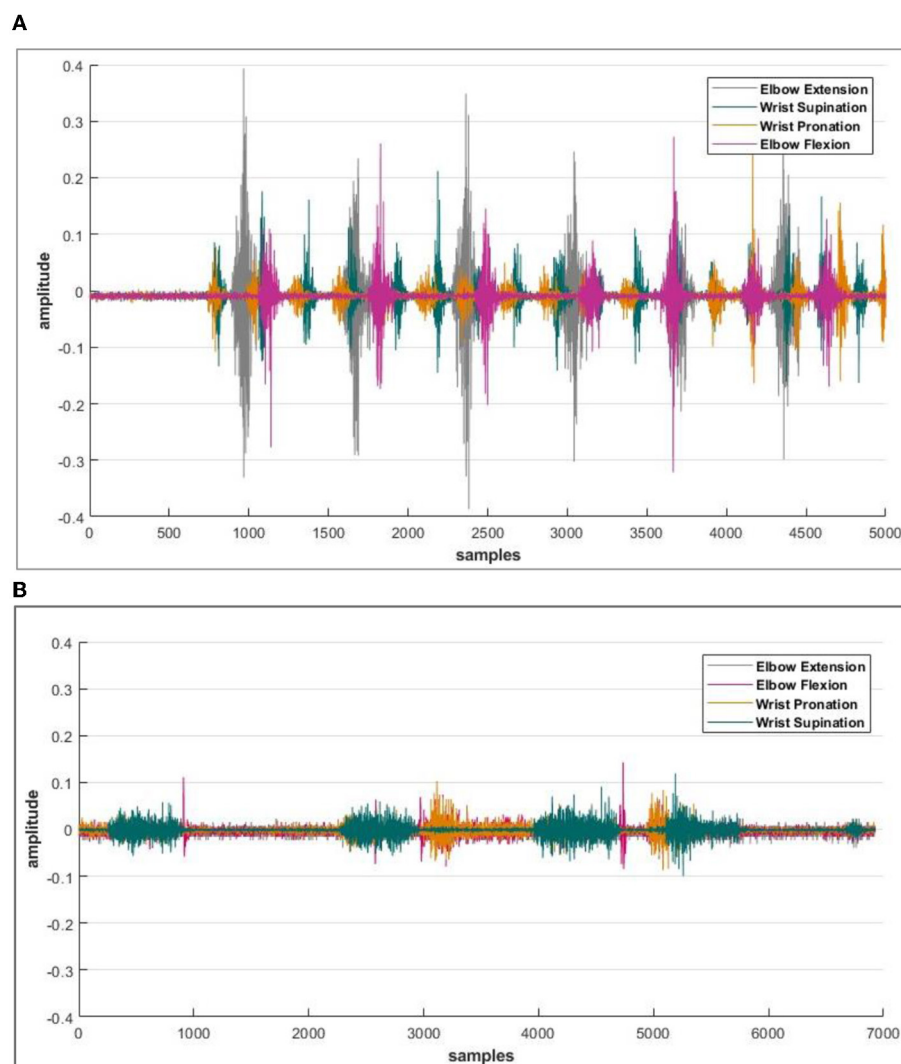 A
0.4
0.3
0.2
0.1
0
-0.1
-0.2
-0.3
-0.4
amplitude
Elbow Extension
Wrist Supination
Wrist Pronation
Elbow Flexion
0 500 1000 1500 2000 2500 3000 3500 4000 4500 5000
samples
B
0.4
0.3
0.2
0.1
0
-0.1
-0.2
-0.3
-0.4
amplitude
Elbow Extension
Elbow Flexion
Wrist Pronation
Wrist Supination
0 1000 2000 3000 4000 5000 6000 7000
samples